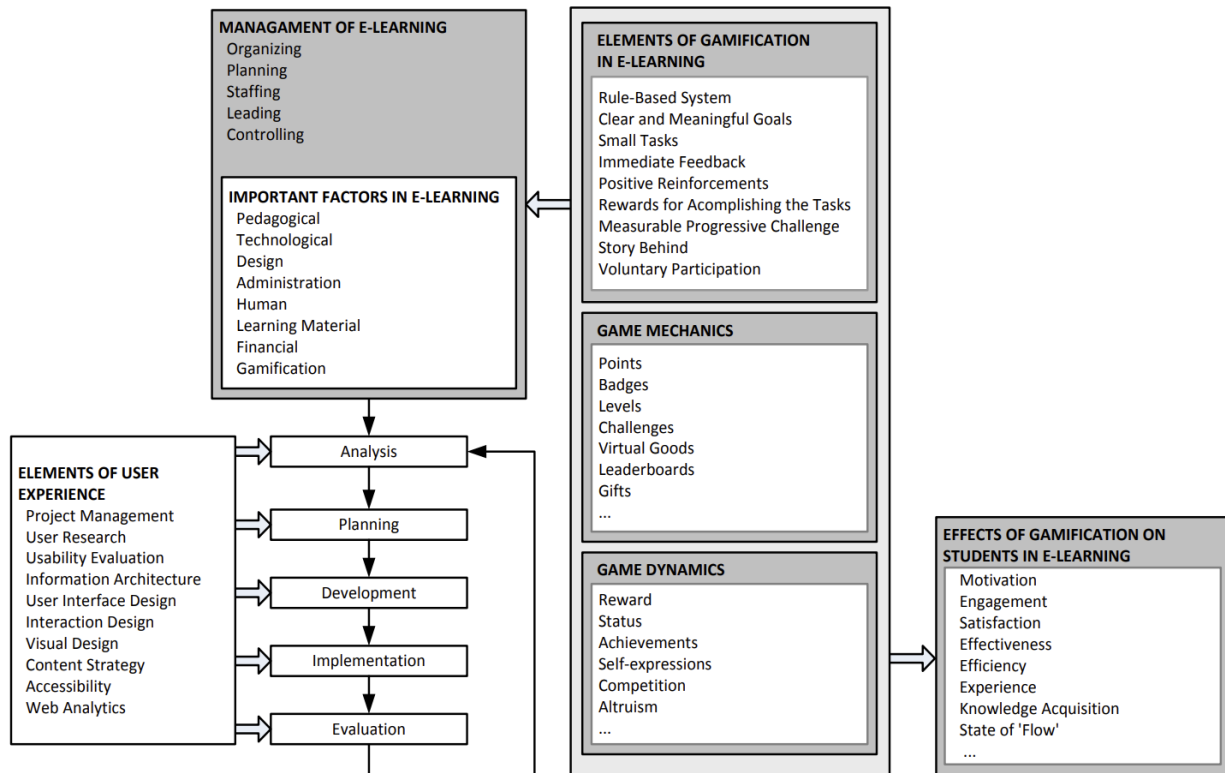 MANAGAMENT OF E-LEARNING
Organizing
Planning
Staffing
Leading
Controlling
IMPORTANT FACTORS IN E-LEARNING
Pedagogical
Technological
Design
Administration
Human
Learning Material
Financial
Gamification
ELEMENTS OF GAMIFICATION
IN E-LEARNING
Rule-Based System
Clear and Meaningful Goals
Small Tasks
Immediate Feedback
Positive Reinforcements
Rewards for Acomplishing the Tasks
Measurable Progressive Challenge
Story Behind
Voluntary Participation
GAME MECHANICS
Points
Badges
Levels
Challenges
Virtual Goods
Leaderboards
Gifts
...
GAME DYNAMICS
Reward
Status
Achievements
Self-expressions
Competition
Altruism
...
ELEMENTS OF USER
EXPERIENCE
Project Management
User Research
Usability Evaluation
Information Architecture
User Interface Design
Interaction Design
Visual Design
Content Strategy
Accessibility
Web Analytics
Analysis
Planning
Development
Implementation
Evaluation
EFFECTS OF GAMIFICATION ON
STUDENTS IN E-LEARNING
Motivation
Engagement
Satisfaction
Effectiveness
Efficiency
Experience
Knowledge Acquisition
State of 'Flow'
...